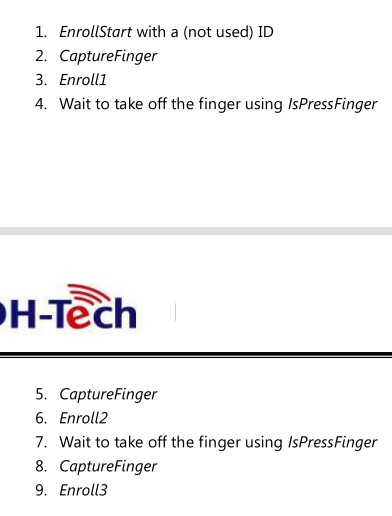 1. EnrollStart with a (not used) ID
2. CaptureFinger
3. Enroll1
4. Wait to take off the finger using IsPressFinger
H-Tech
5. CaptureFinger
6. Enroll2
7. Wait to take off the finger using IsPressFinger
8. CaptureFinger
9. Enroll3